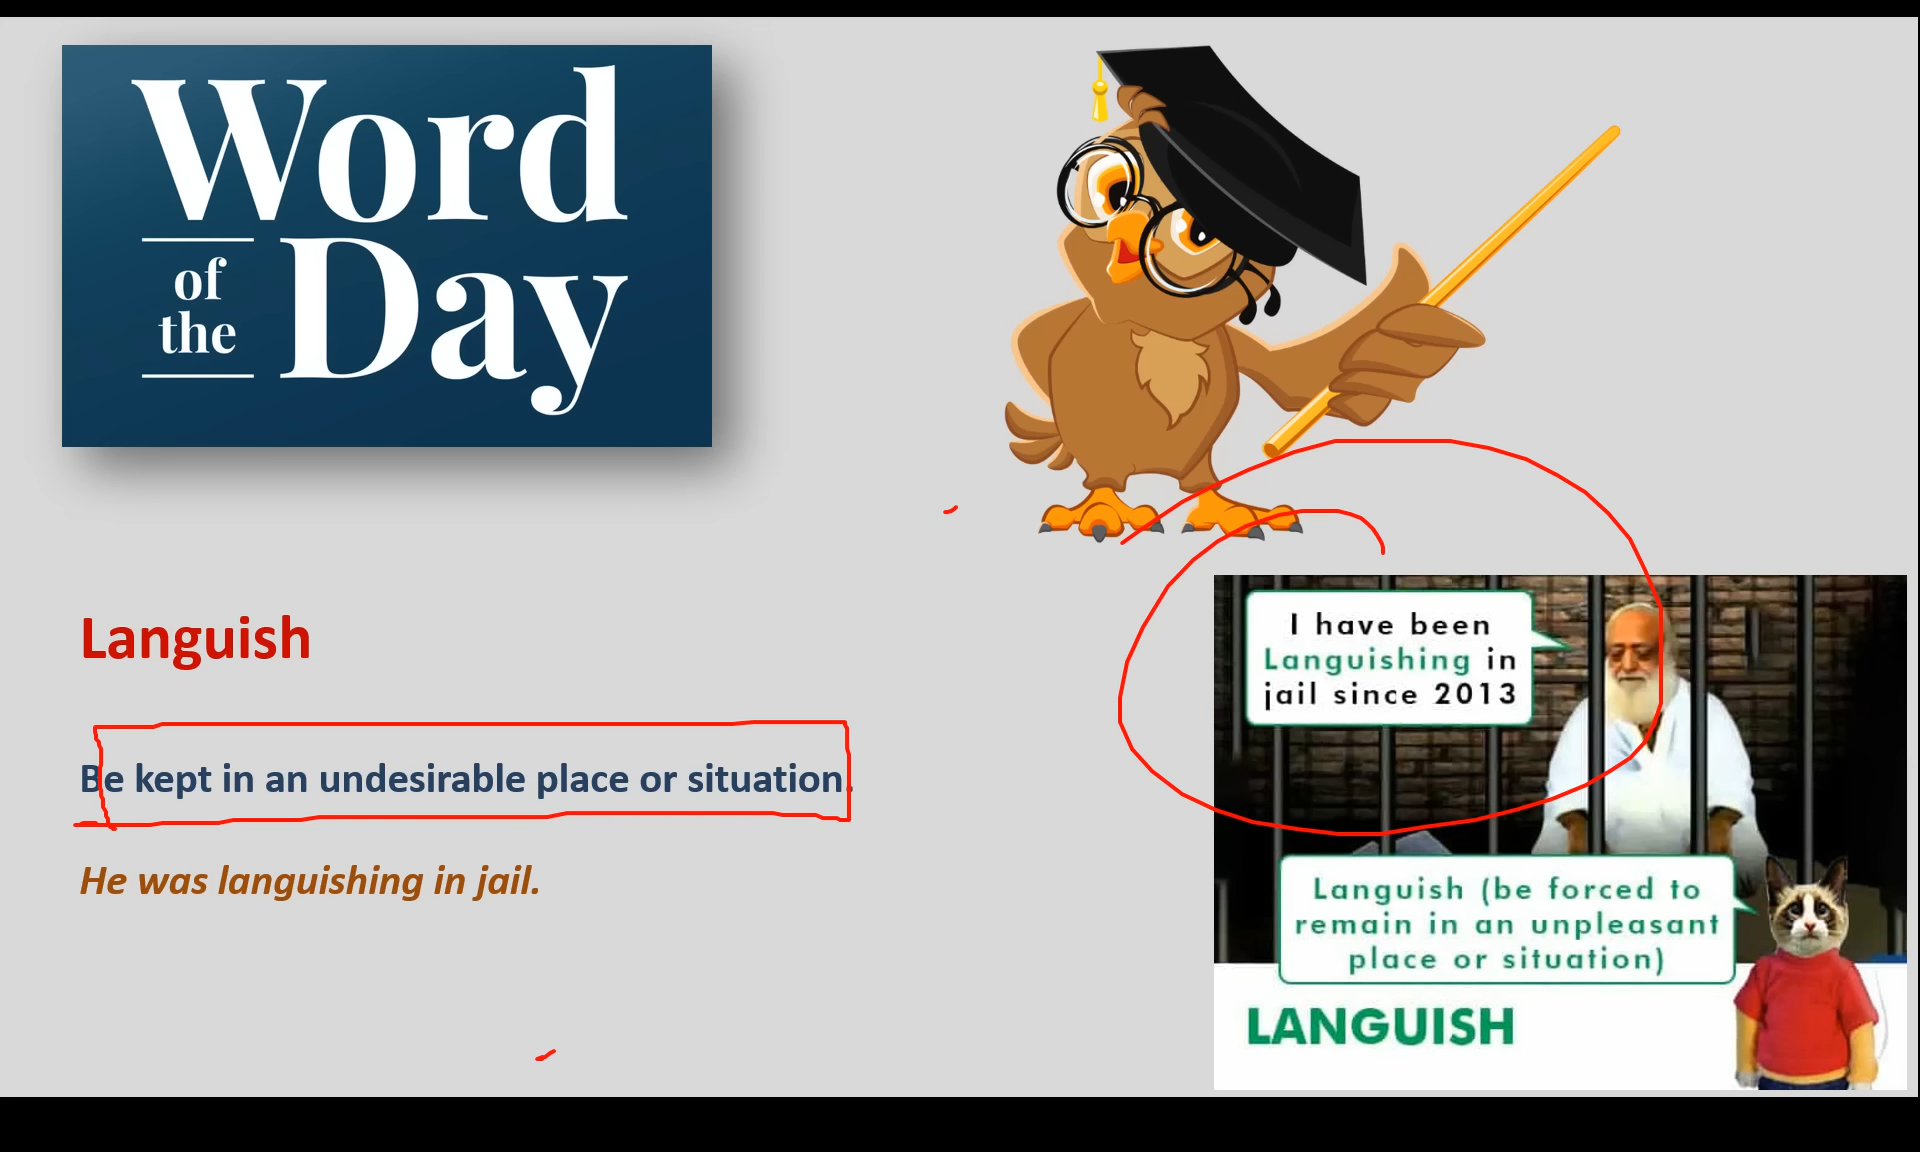 Word
of
the
Day
Languish
Be kept in an undesirable place or situation.
He was languishing in jail.
I have been
Languishing in
jail since 2013
Languish (be forced to
remain in an unpleasant
place or situation)
LANGUISH